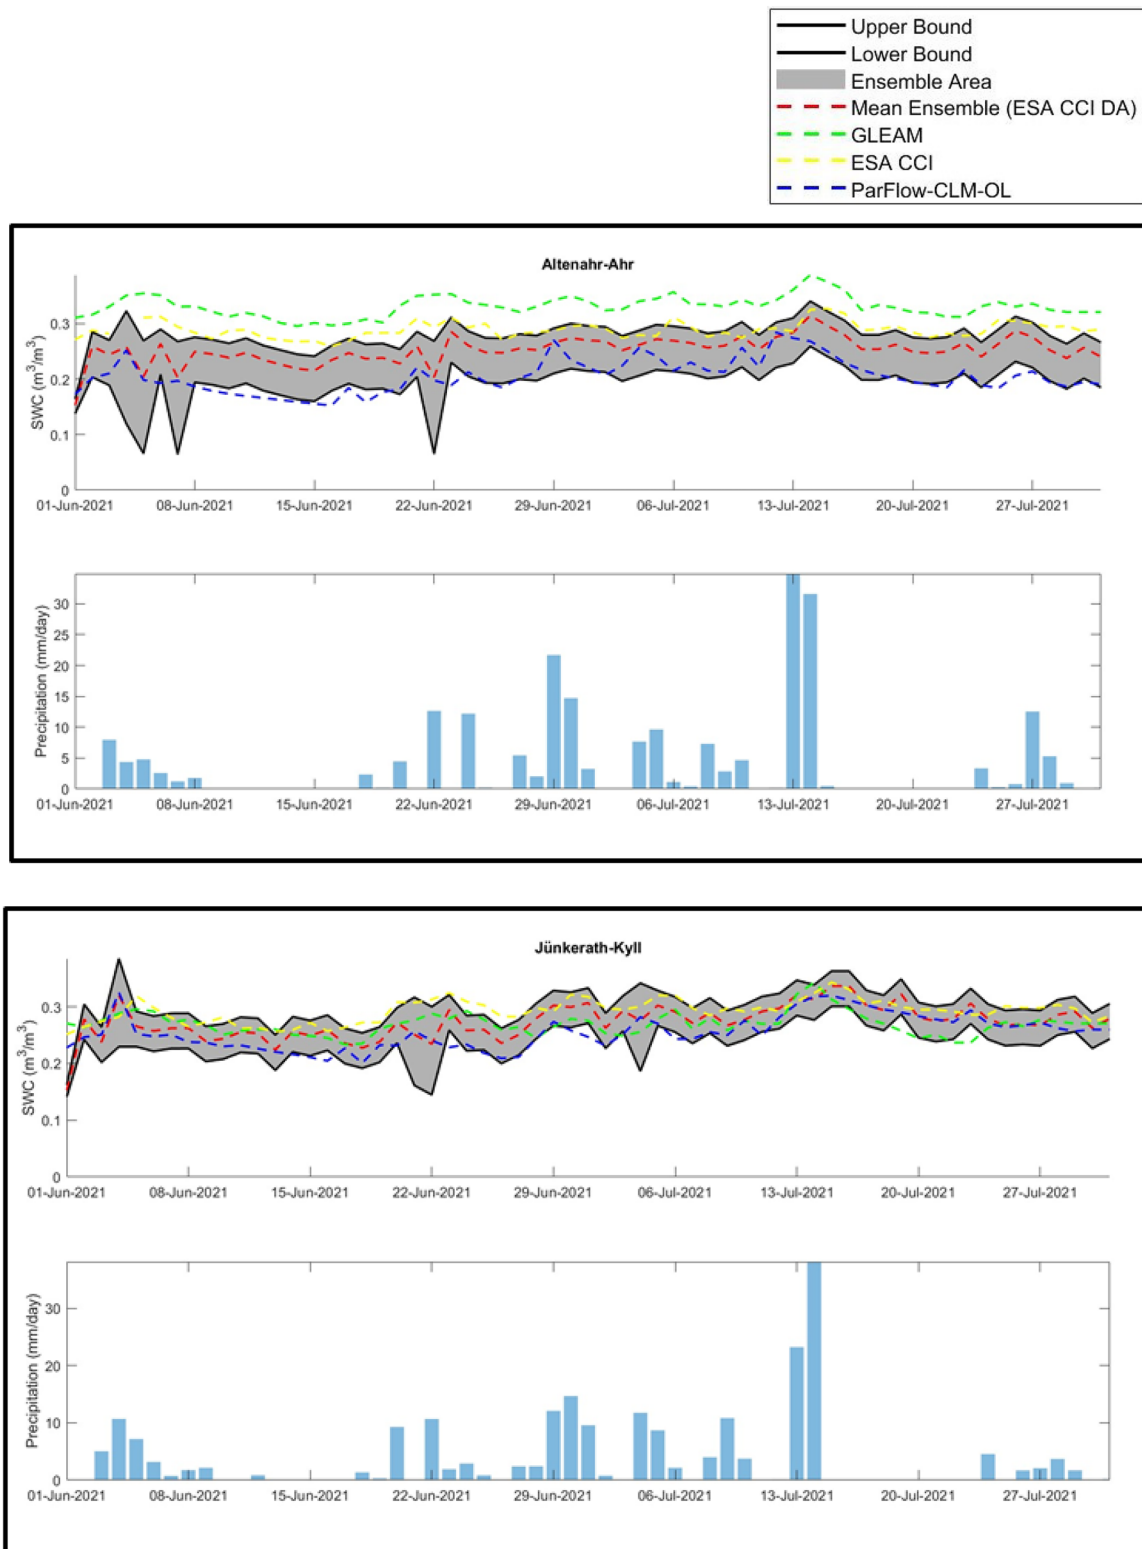 Upper Bound
Lower Bound
Ensemble Area
Mean Ensemble (ESA CCI DA)
GLEAM
ESA CCI
ParFlow-CLM-OL
Altenahr-Ahr
SWC (m³/m³)
0.3
0.2
0.1
0
01-Jun-2021 08-Jun-2021 15-Jun-2021 22-Jun-2021 29-Jun-2021 06-Jul-2021 13-Jul-2021 20-Jul-2021 27-Jul-2021
Precipitation (mm/day)
30
25
20
15
10
5
0
01-Jun-2021 08-Jun-2021 15-Jun-2021 22-Jun-2021 29-Jun-2021 06-Jul-2021 13-Jul-2021 20-Jul-2021 27-Jul-2021
Jünkerath-Kyll
SWC (m³/m³)
0.3
0.2
0.1
0
01-Jun-2021 08-Jun-2021 15-Jun-2021 22-Jun-2021 29-Jun-2021 06-Jul-2021 13-Jul-2021 20-Jul-2021 27-Jul-2021
Precipitation (mm/day)
30
20
10
0
01-Jun-2021 08-Jun-2021 15-Jun-2021 22-Jun-2021 29-Jun-2021 06-Jul-2021 13-Jul-2021 20-Jul-2021 27-Jul-2021